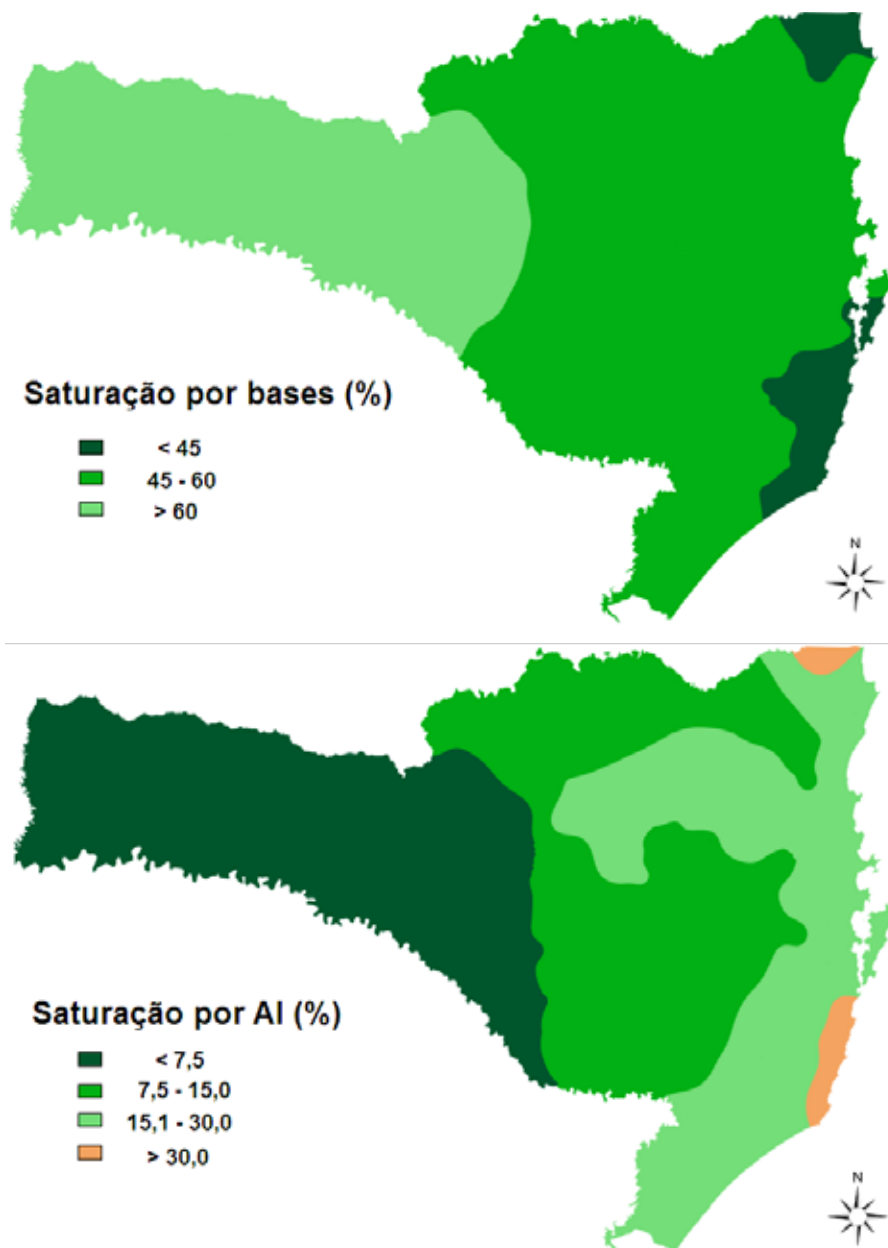 Saturação por bases (%)
< 45
45 - 60
> 60
N
Saturação por Al (%)
< 7,5
7,5 - 15,0
15,1 - 30,0
> 30,0
N